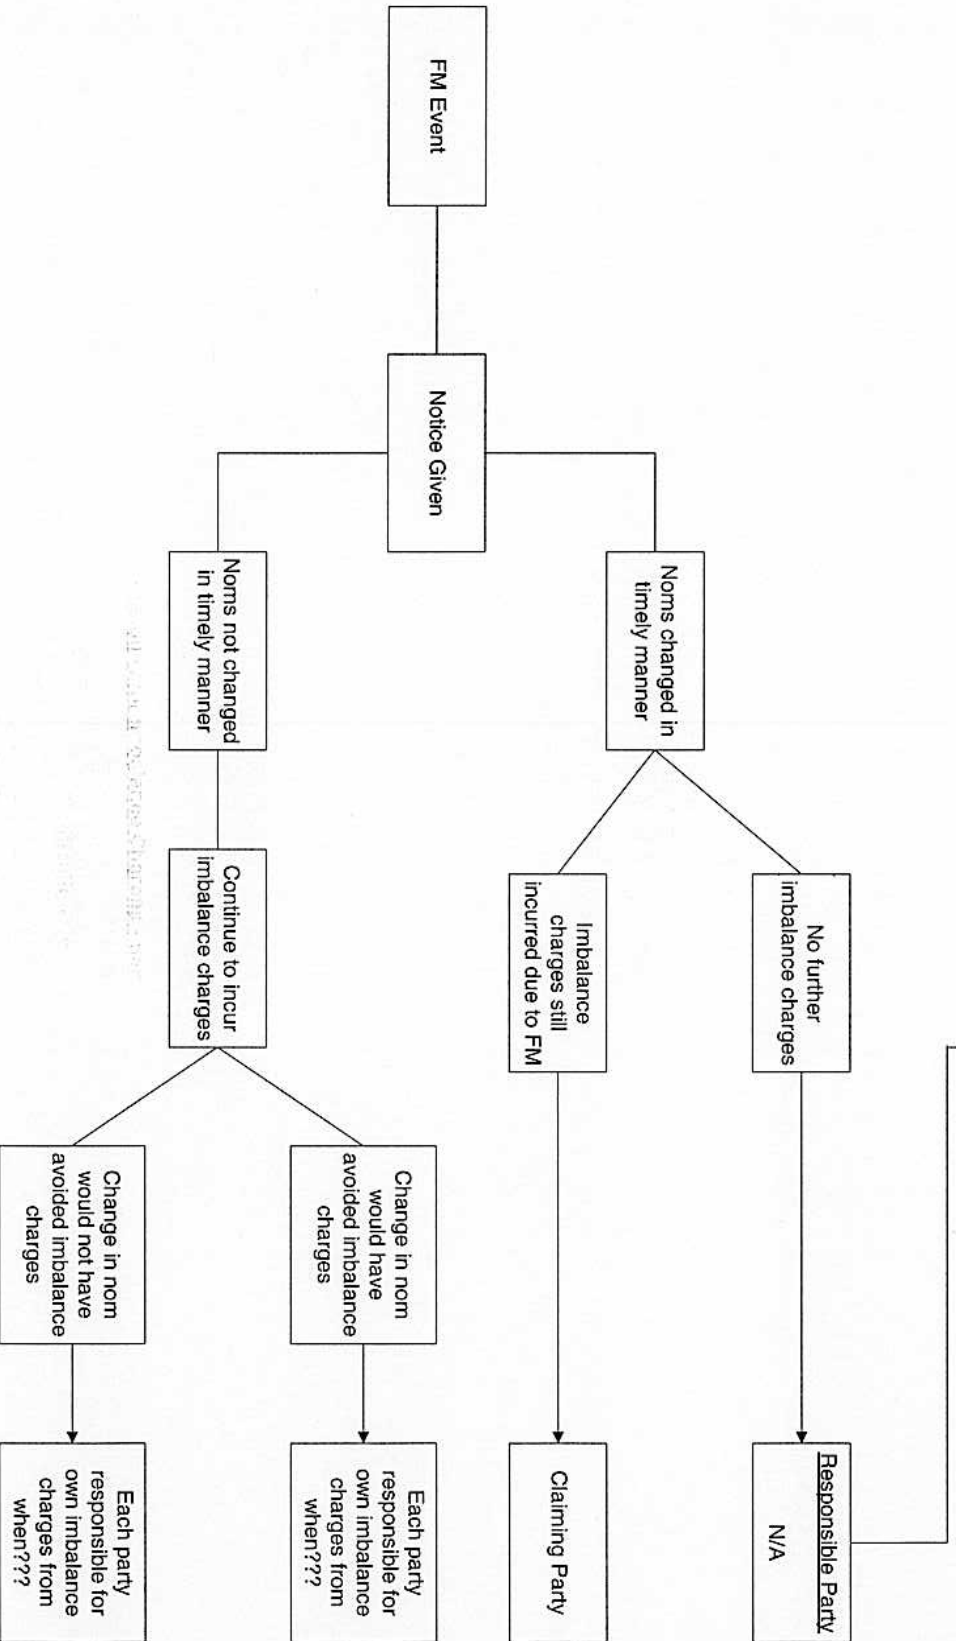 FM Event
Notice Given
Noms changed in
timely manner
Noms not changed
in timely manner
No further
imbalance charges
Imbalance
charges still
incurred due to FM
Continue to incur
imbalance charges
Change in nom
would have
avoided imbalance
charges
Change in nom
would not have
avoided imbalance
charges
Responsible Party
N/A
Claiming Party
Each party
responsible for
own imbalance
charges from
when???
Each party
responsible for
own imbalance
charges from
when???